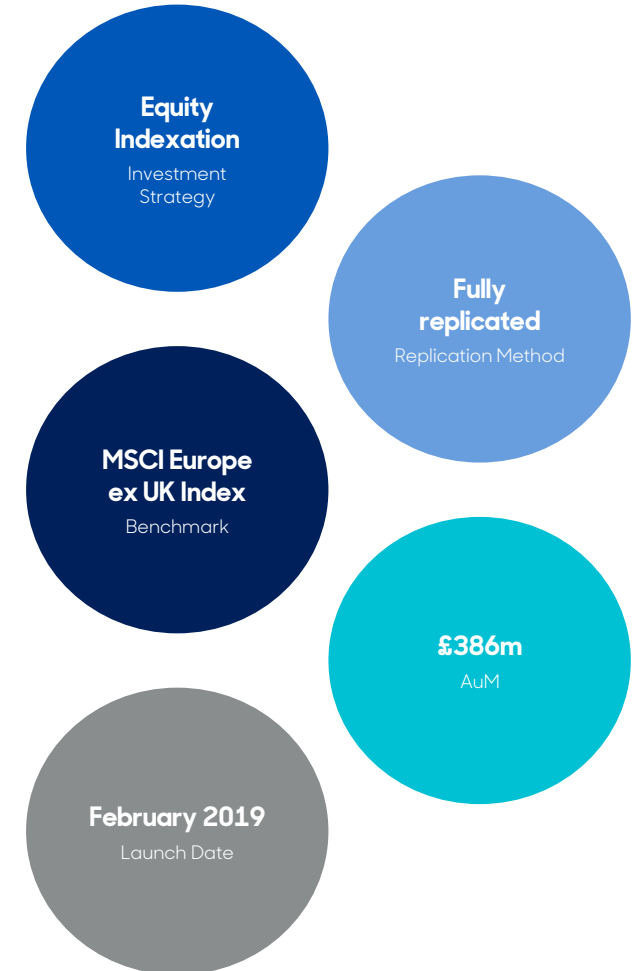 Equity
Indexation
Investment
Strategy
Fully
replicated
Replication Method
MSCI Europe
ex UK Index
Benchmark
£386m
AuM
February 2019
Launch Date